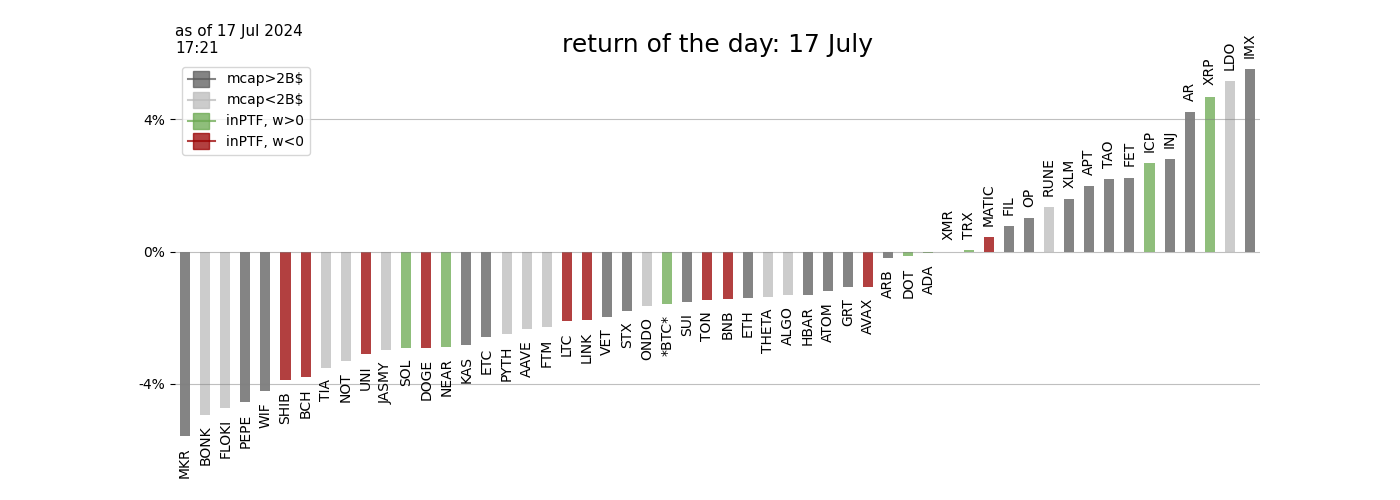 as of 17 Jul 2024
17:21
return of the day: 17 July
mcap>2B$
mcap<2B$
inPTF, w>0
inPTF, w<0
4%
0%
-4%
MKR
BONK
FLOKI
PEPE
WIF
SHIB
BCH
TIA
NOT
UNI
JASMY
SOL
DOGE
NEAR
KAS
ETC
PYTH
AAVE
FTM
LTC
LINK
VET
STX
ONDO
*BTC*
SUI
TON
BNB
ETH
THETA
ALGO
HBAR
ATOM
GRT
AVAX
ARB
DOT
ADA
XMR
TRX
MATIC
FIL
OP
RUNE
XLM
APT
TAO
FET
ICP
INJ
AR
XRP
LDO
IMX